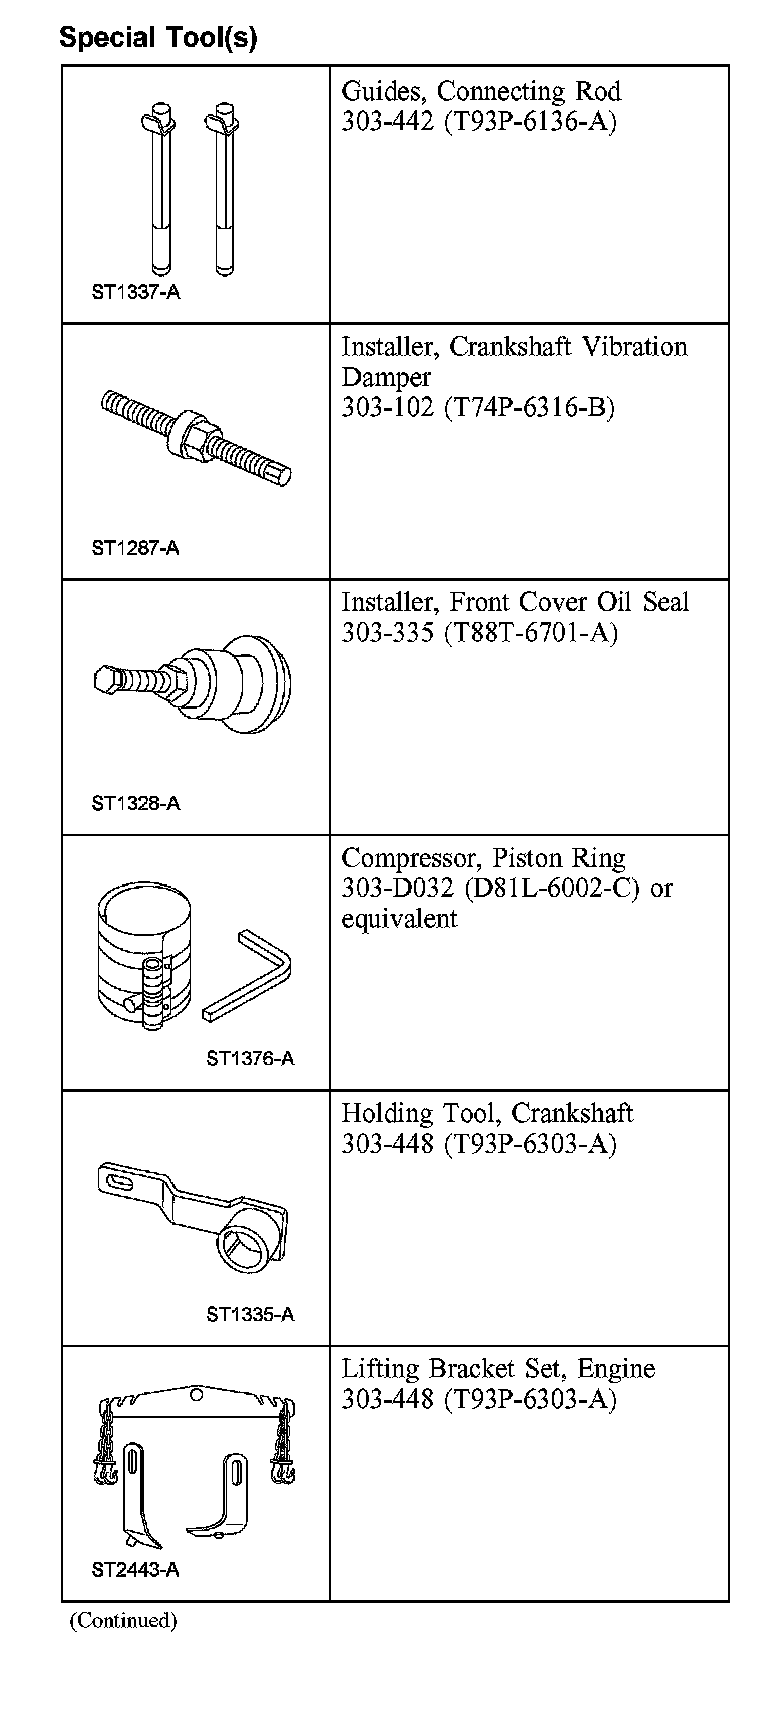 Special Tool(s)
Guides, Connecting Rod
303-442 (T93P-6136-A)
ST1337-A
Installer, Crankshaft Vibration
Damper
303-102 (T74P-6316-B)
ST1287-A
Installer, Front Cover Oil Seal
303-335 (T88T-6701-A)
ST1328-A
Compressor, Piston Ring
303-D032 (D81L-6002-C) or
equivalent
ST1376-A
Holding Tool, Crankshaft
303-448 (T93P-6303-A)
ST1335-A
Lifting Bracket Set, Engine
303-448 (T93P-6303-A)
ST2443-A
(Continued)